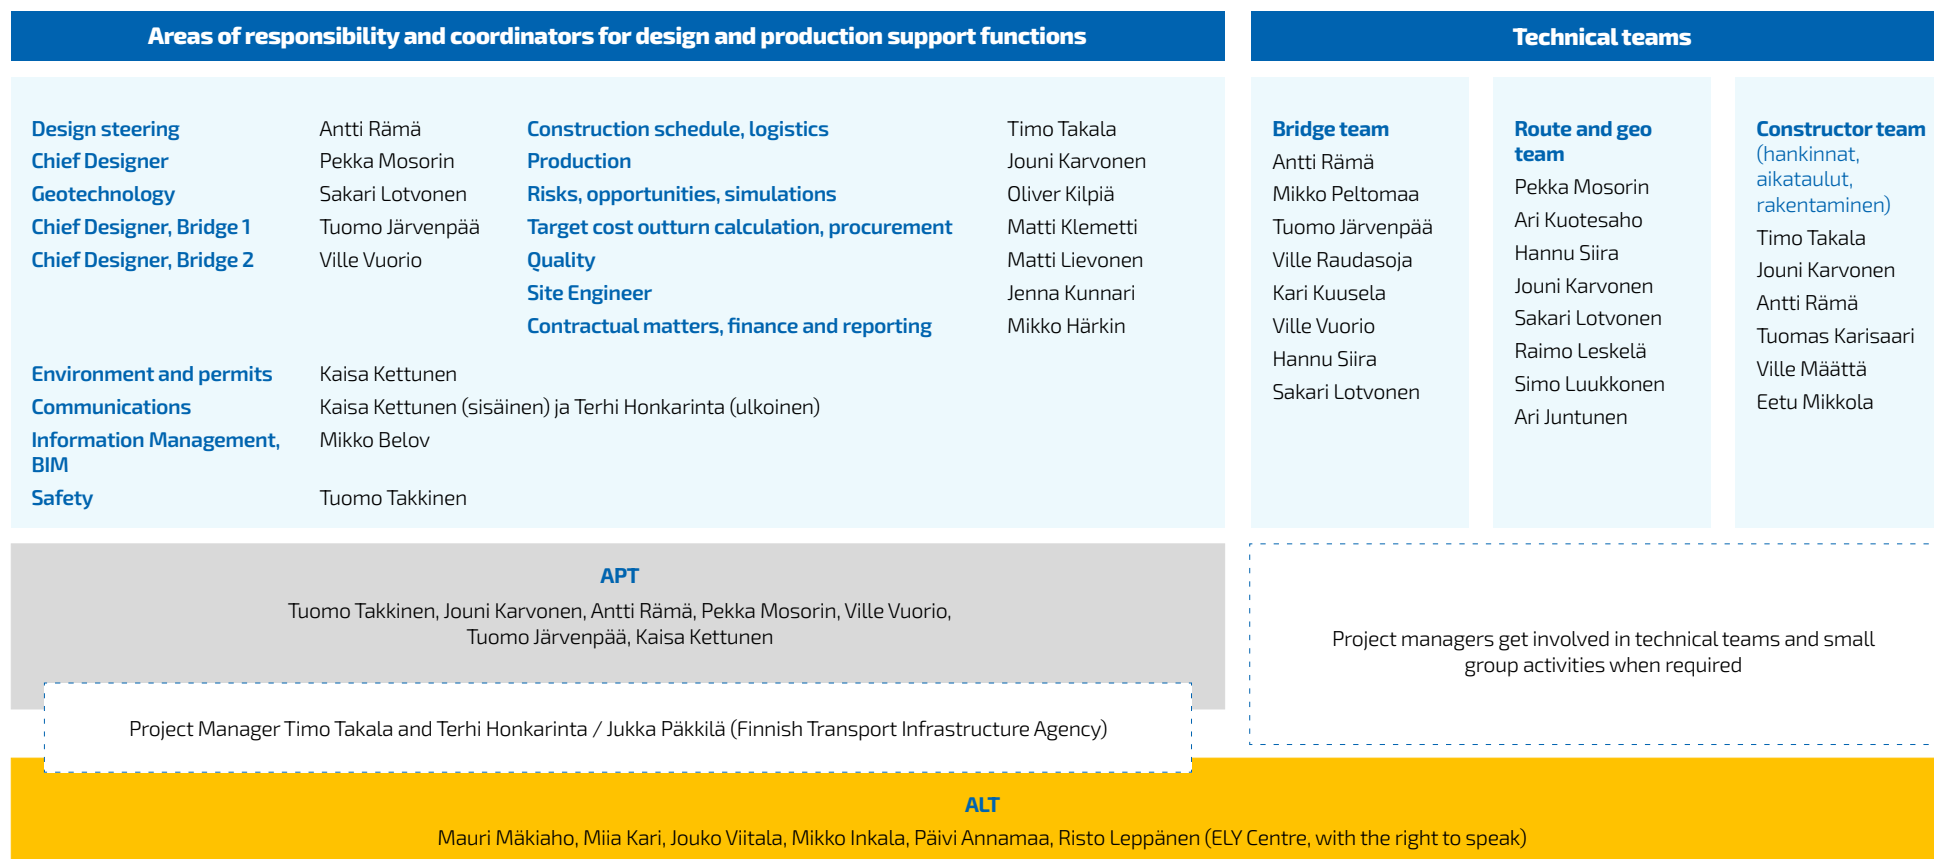 Areas of responsibility and coordinators for design and production support functions
Design steering Antti Rämä Construction schedule, logistics Timo Takala
Chief Designer Pekka Mosorin Production Jouni Karvonen
Geotechnology Sakari Lotvonen Risks, opportunities, simulations Oliver Kilpiä
Chief Designer, Bridge 1 Tuomo Järvenpää Target cost outturn calculation, procurement Matti Klemetti
Chief Designer, Bridge 2 Ville Vuorio Quality Matti Lievonen
Site Engineer Jenna Kunnari
Contractual matters, finance and reporting Mikko Härkin
Environment and permits Kaisa Kettunen
Communications Kaisa Kettunen (sisäinen) ja Terhi Honkarinta (ulkoinen)
Information Management, Mikko Belov
BIM
Safety Tuomo Takkinen
Technical teams
Bridge team
Antti Rämä
Mikko Peltomaa
Tuomo Järvenpää
Ville Raudasoja
Kari Kuusela
Ville Vuorio
Hannu Siira
Sakari Lotvonen
Route and geo
team
Pekka Mosorin
Ari Kuotesaho
Hannu Siira
Jouni Karvonen
Sakari Lotvonen
Raimo Leskelä
Simo Luukkonen
Ari Juntunen
Constructor team
(hankinnat,
aikataulut,
rakentaminen)
Timo Takala
Jouni Karvonen
Antti Rämä
Tuomas Karisaari
Ville Määttä
Eetu Mikkola
APT
Tuomo Takkinen, Jouni Karvonen, Antti Rämä, Pekka Mosorin, Ville Vuorio,
Tuomo Järvenpää, Kaisa Kettunen
Project Manager Timo Takala and Terhi Honkarinta / Jukka Päkkilä (Finnish Transport Infrastructure Agency)
Project managers get involved in technical teams and small
group activities when required
ALT
Mauri Mäkiaho, Miia Kari, Jouko Viitala, Mikko Inkala, Päivi Annamaa, Risto Leppänen (ELY Centre, with the right to speak)